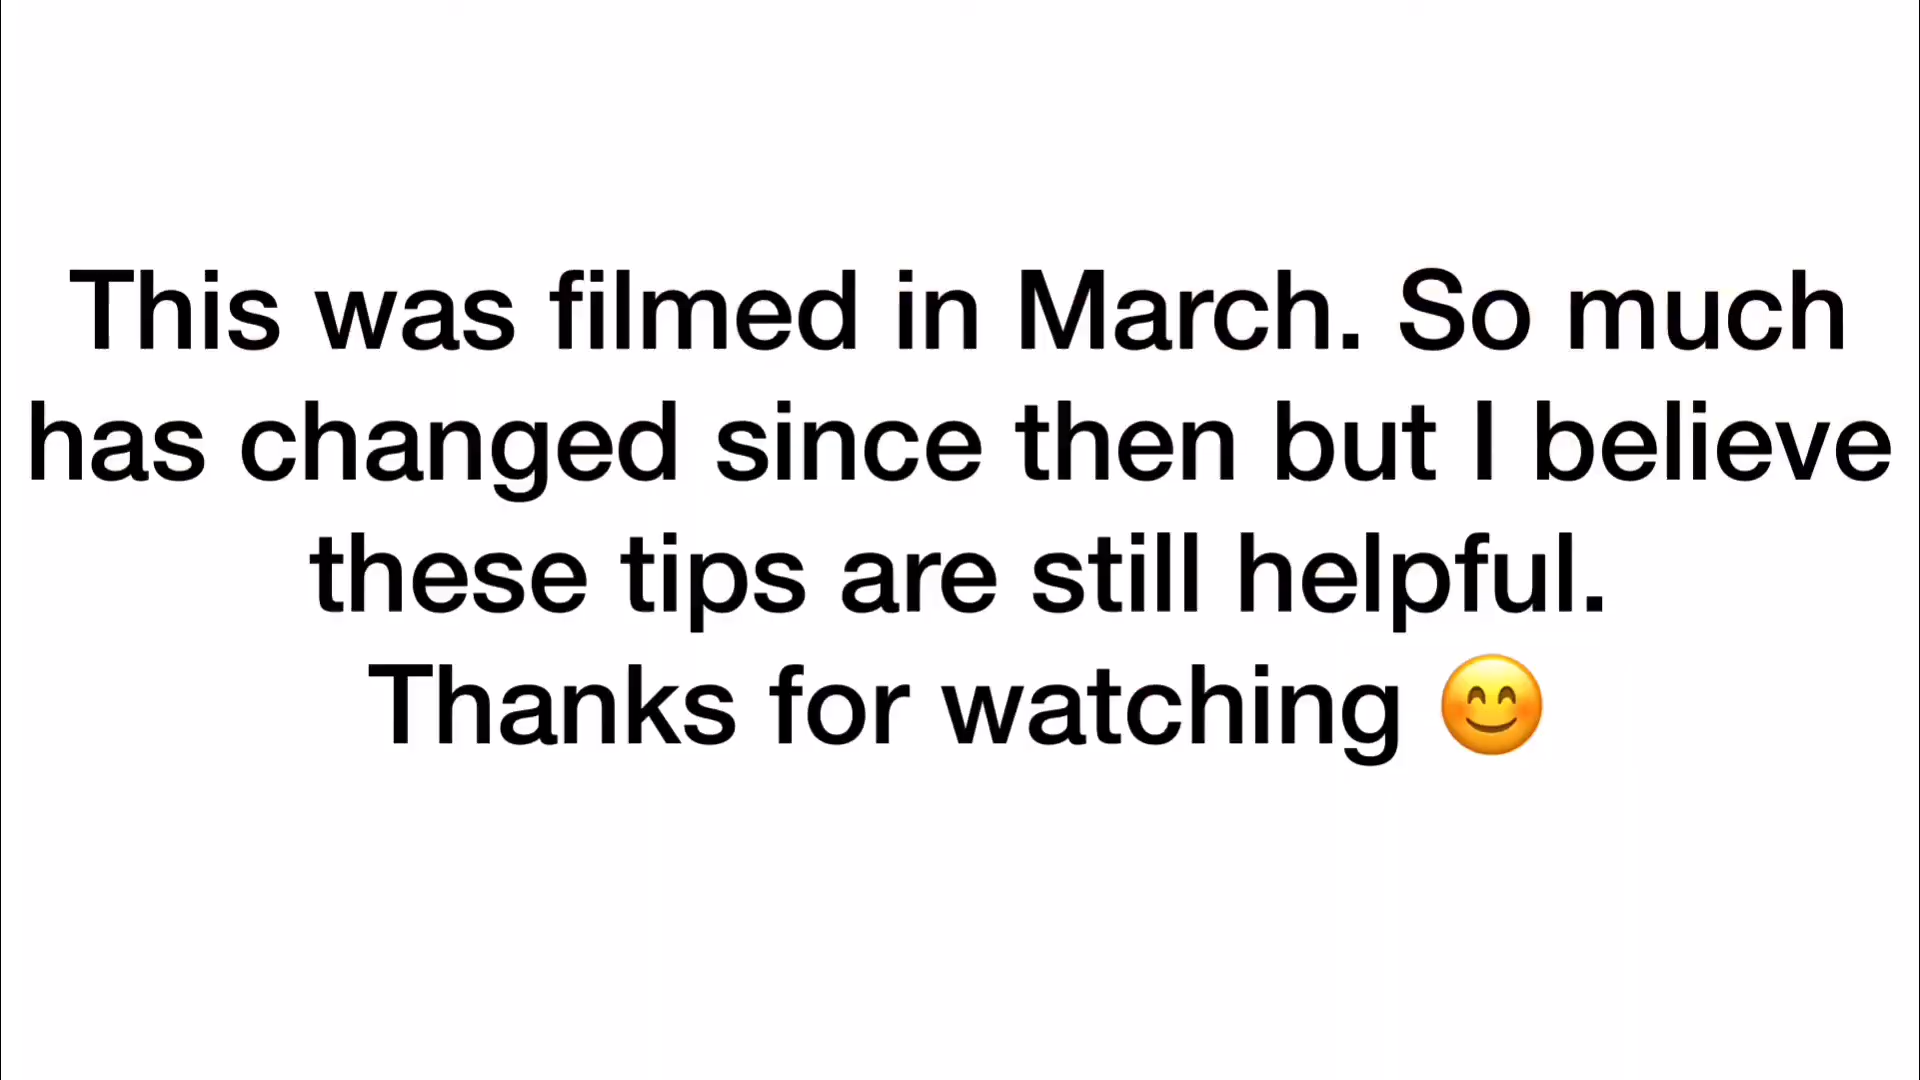 This was filmed in March. So much
has changed since then but I believe
these tips are still helpful.
Thanks for watching 😊